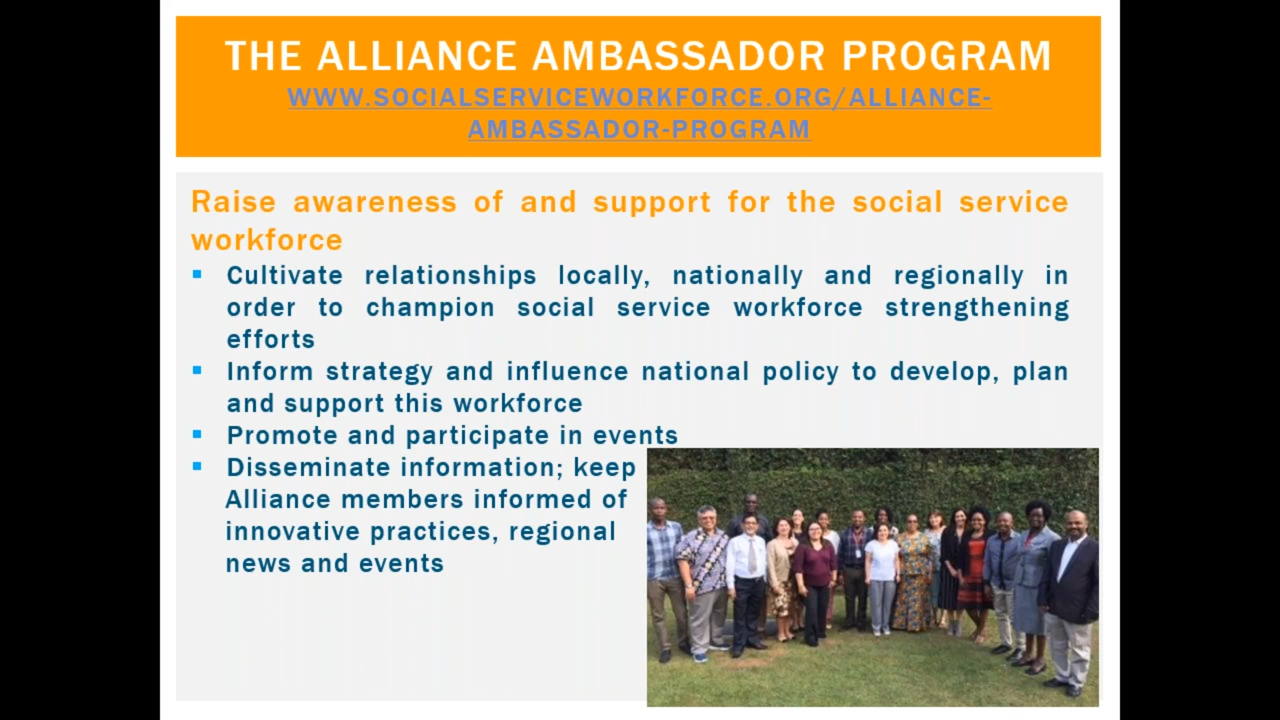 THE ALLIANCE AMBASSADOR PROGRAM
WWW.SOCIALSERVICEWORKFORCE.ORG/ALLIANCE-
AMBASSADOR-PROGRAM
Raise awareness of and support for the social service
workforce
▪ Cultivate relationships locally, nationally and regionally in
order to champion social service workforce strengthening
efforts
▪ Inform strategy and influence national policy to develop, plan
and support this workforce
▪ Promote and participate in events
▪ Disseminate information; keep
Alliance members informed of
innovative practices, regional
news and events